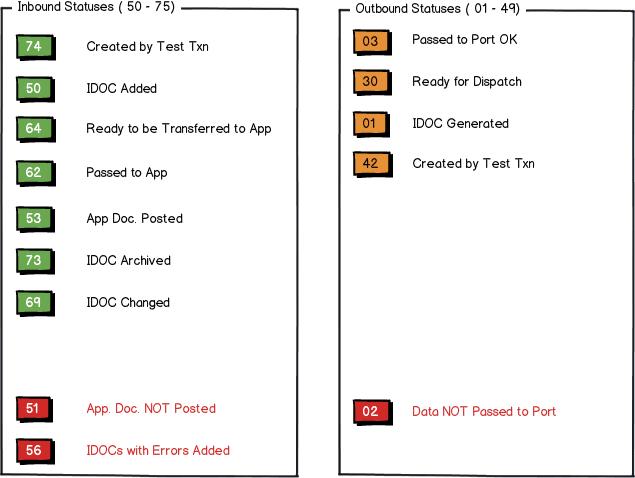 Inbound Statuses ( 50 - 75)
74 Created by Test Txn
50 IDOC Added
64 Ready to be Transferred to App
62 Passed to App
53 App Doc. Posted
73 IDOC Archived
69 IDOC Changed
51 App. Doc. NOT Posted
56 IDOCs with Errors Added
Outbound Statuses ( 01 - 49)
03 Passed to Port OK
30 Ready for Dispatch
01 IDOC Generated
42 Created by Test Txn
02 Data NOT Passed to Port